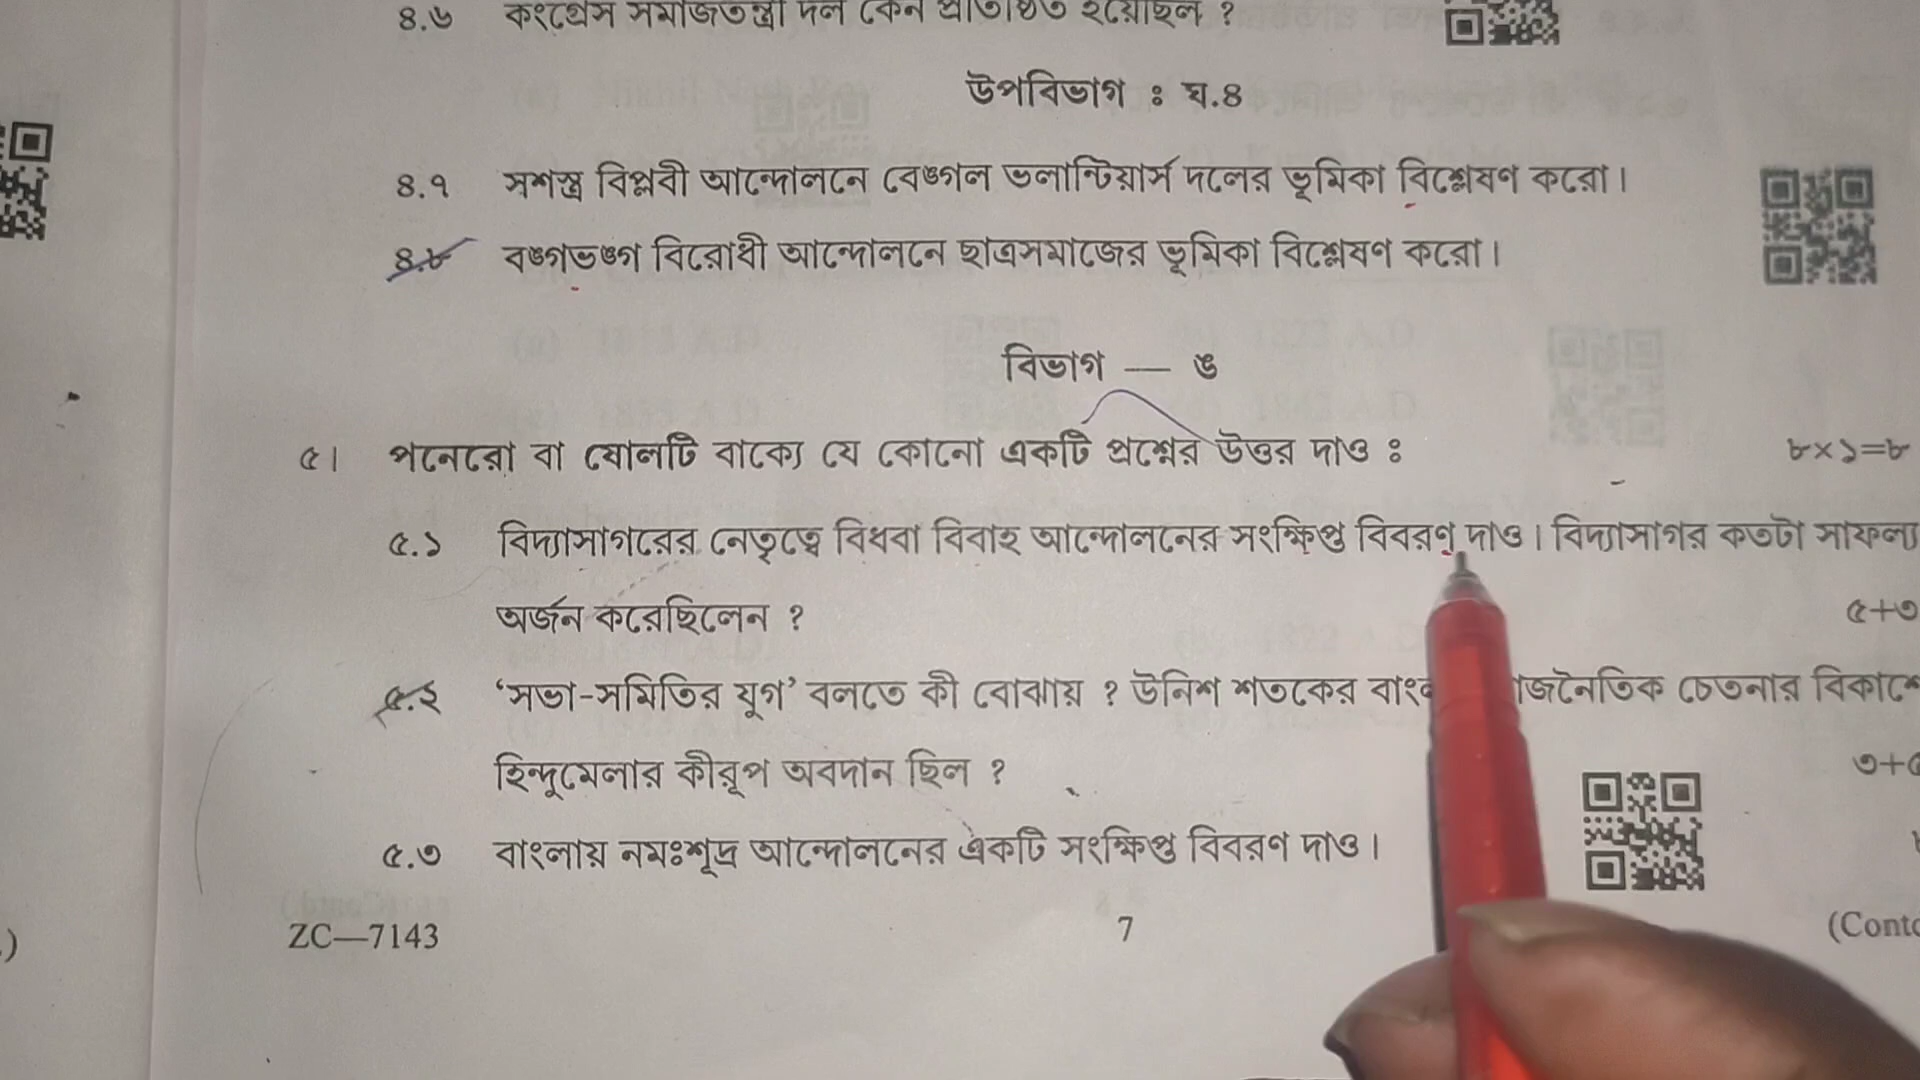 ৪.৬ কংগ্রেস সমাজতন্ত্রী দল কেন প্রতিষ্ঠিত হয়েছিল ?
উপবিভাগ : ঘ.৪
৪.৭ সশস্ত্র বিপ্লবী আন্দোলনে বেঙ্গল ভলান্টিয়ার্স দলের ভূমিকা বিশ্লেষণ করো।
৪.৮ বঙ্গভঙ্গ বিরোধী আন্দোলনে ছাত্রসমাজের ভূমিকা বিশ্লেষণ করো।
বিভাগ — ঙ
৫। পনেরো বা ষোলটি বাক্যে যে কোনো একটি প্রশ্নের উত্তর দাও : ৮×১=৮
৫.১ বিদ্যাসাগরের নেতৃত্বে বিধবা বিবাহ আন্দোলনের সংক্ষিপ্ত বিবরণ দাও। বিদ্যাসাগর কতটা সাফল্য
অর্জন করেছিলেন ? ৫+৩
৫.২ ‘সভা-সমিতির যুগ’ বলতে কী বোঝায় ? উনিশ শতকের চেতনার
হিন্দুমেলার কীরূপ অবদান ছিল ? ৩+
৫.৩ বাংলায় নমঃশূদ্র আন্দোলনের একটি সংক্ষিপ্ত বিবরণ দাও।
ZC—7143 7